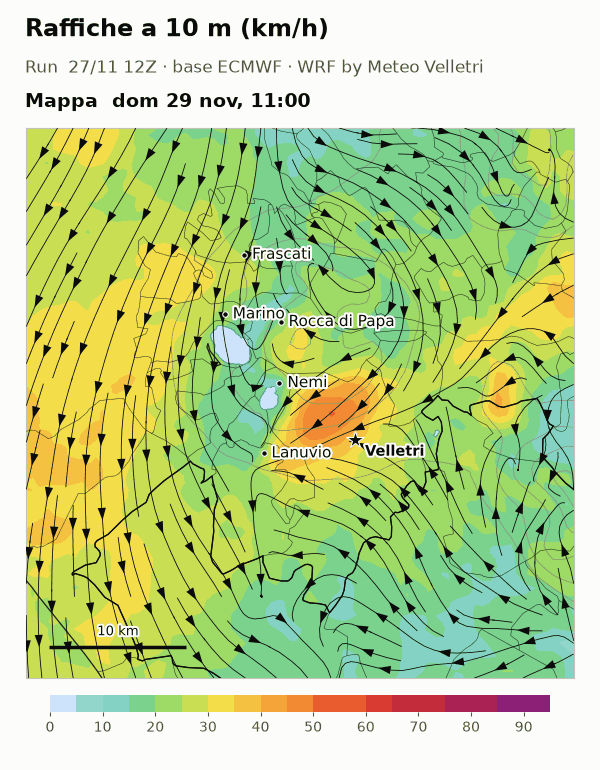 Raffiche a 10 m (km/h)
Run  27/11 12Z · base ECMWF · WRF by Meteo Velletri
Mappa  dom 29 nov, 11:00
Frascati
Marino
Rocca di Papa
Nemi
Velletri
Lanuvio
10 km
0 10 20 30 40 50 60 70 80 90